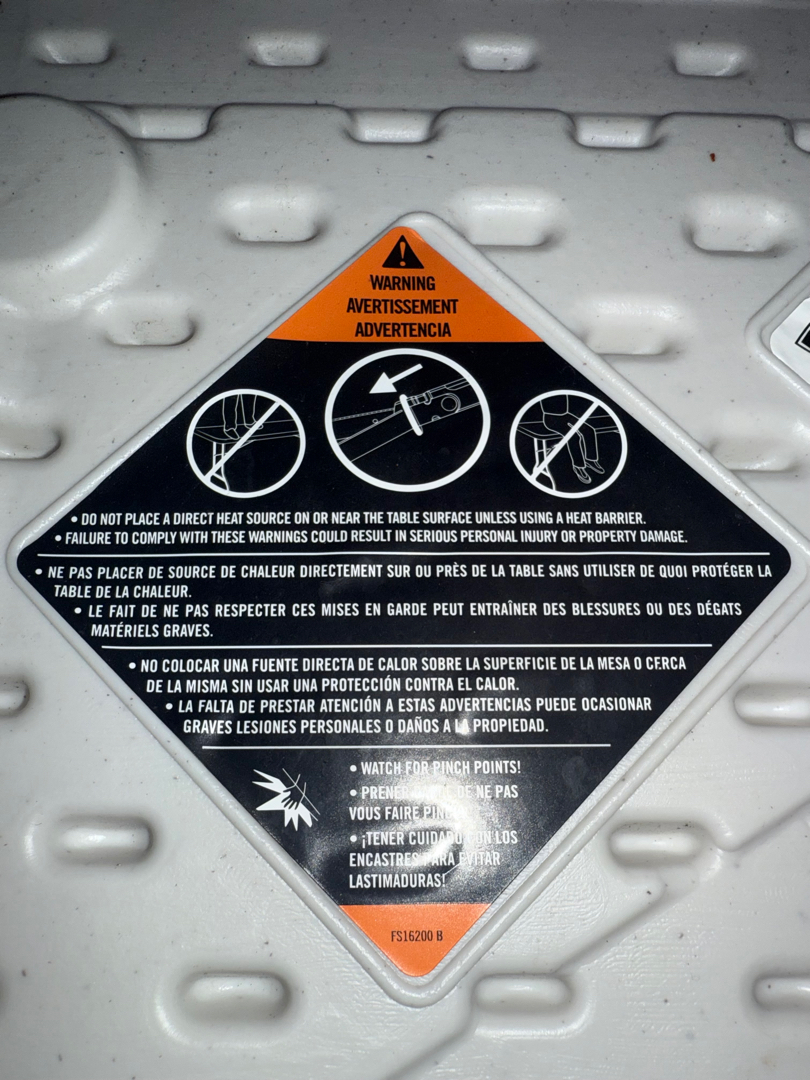 WARNING
AVERTISSEMENT
ADVERTENCIA
• DO NOT PLACE A DIRECT HEAT SOURCE ON OR NEAR THE TABLE SURFACE UNLESS USING A HEAT BARRIER.
• FAILURE TO COMPLY WITH THESE WARNINGS COULD RESULT IN SERIOUS PERSONAL INJURY OR PROPERTY DAMAGE.
• NE PAS PLACER DE SOURCE DE CHALEUR DIRECTEMENT SUR OU PRÈS DE LA TABLE SANS UTILISER DE QUOI PROTÉGER LA
TABLE DE LA CHALEUR.
• LE FAIT DE NE PAS RESPECTER CES MISES EN GARDE PEUT ENTRAÎNER DES BLESSURES OU DES DÉGATS
MATÉRIELS GRAVES.
• NO COLOCAR UNA FUENTE DIRECTA DE CALOR SOBRE LA SUPERFICIE DE LA MESA O CERCA
DE LA MISMA SIN USAR UNA PROTECCIÓN CONTRA EL CALOR.
• LA FALTA DE PRESTAR ATENCIÓN A ESTAS ADVERTENCIAS PUEDE OCASIONAR
GRAVES LESIONES PERSONALES O DAÑOS A LA PROPIEDAD.
• WATCH FOR PINCH POINTS!
• PRENER DE NE PAS
VOUS FAIRE
• ¡TENER CUIDADO CON LOS
ENCASTRES PARA EVITAR
LASTIMADURAS!
FS16200 B